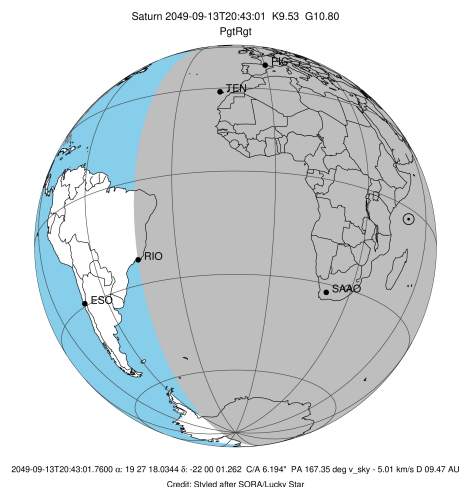 Saturn 2049-09-13T20:43:01 K9.53 G10.80
PgtRgt
PIC
TEN
RIO
ESO
SAAO
2049-09-13T20:43:01.7600 α: 19 27 18.0344 δ: -22 00 01.262 C/A 6.194" PA 167.35 deg v_sky - 5.01 km/s D 09.47 AU
Credit: Styled after SORA/Lucky Star